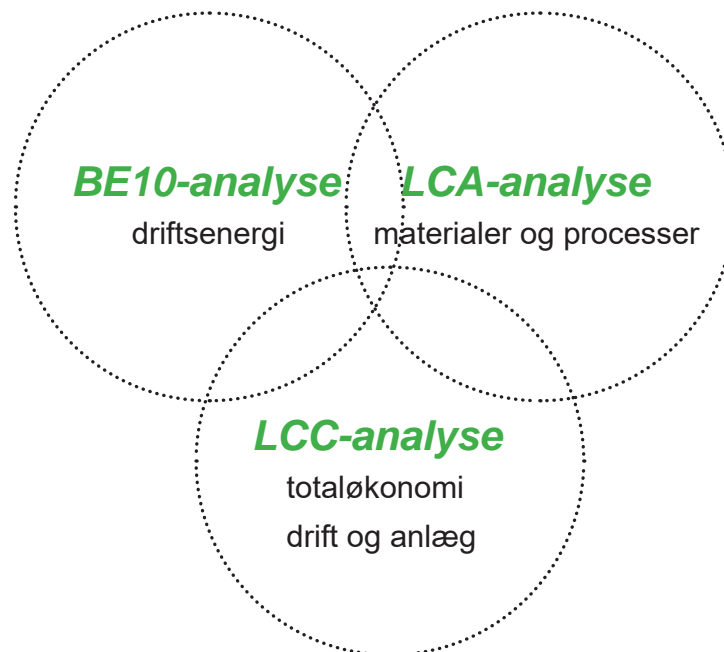 BE10-analyse
driftsenergi
LCA-analyse
materialer og processer
LCC-analyse
totaløkonomi
drift og anlæg